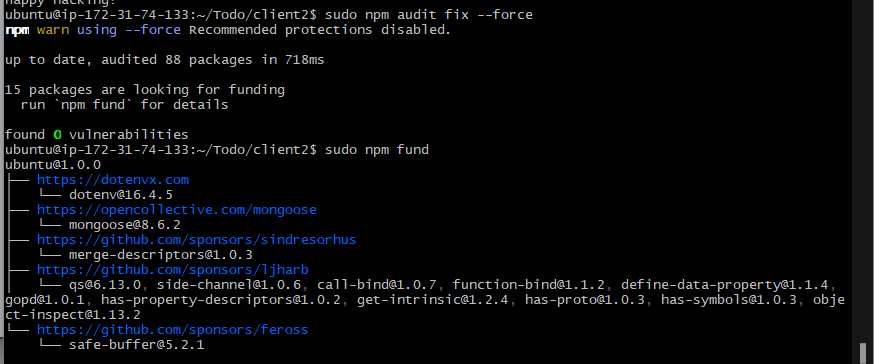 happy hacking!
ubuntu@ip-172-31-74-133:~/Todo/client2$ sudo npm audit fix --force
npm warn using --force Recommended protections disabled.
up to date, audited 88 packages in 718ms
15 packages are looking for funding
run `npm fund` for details
found 0 vulnerabilities
ubuntu@ip-172-31-74-133:~/Todo/client2$ sudo npm fund
ubuntu@1.0.0
├── https://dotenvx.com
│   └── dotenv@16.4.5
├── https://opencollective.com/mongoose
│   └── mongoose@8.6.2
├── https://github.com/sponsors/sindresorhus
│   └── merge-descriptors@1.0.3
├── https://github.com/sponsors/ljharb
│   └── qs@6.13.0, side-channel@1.0.6, call-bind@1.0.7, function-bind@1.1.2, define-data-property@1.1.4,
gopd@1.0.1, has-property-descriptors@1.0.2, get-intrinsic@1.2.4, has-proto@1.0.3, has-symbols@1.0.3, obje
ct-inspect@1.13.2
└── https://github.com/sponsors/feross
    └── safe-buffer@5.2.1